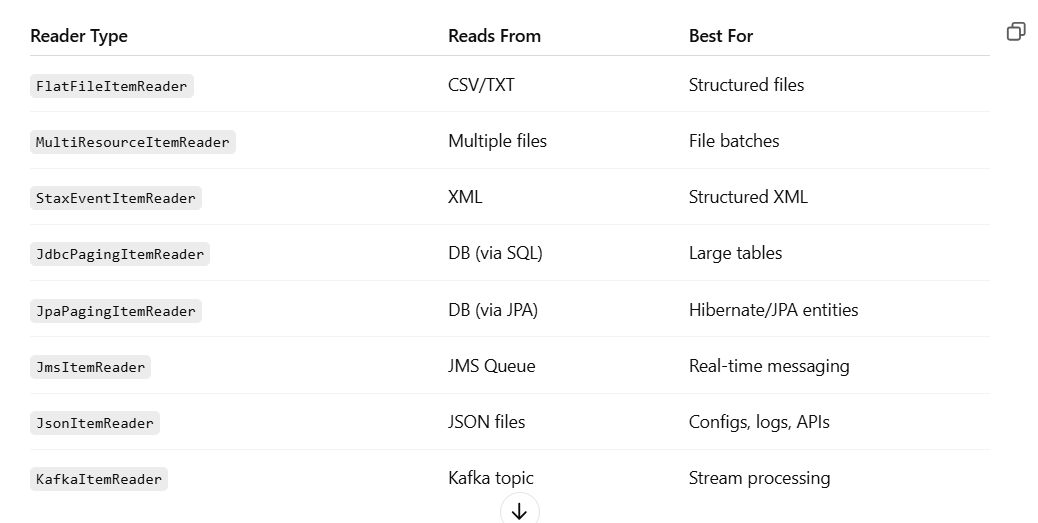 Reader Type Reads From Best For
FlatFileItemReader CSV/TXT Structured files
MultiResourceItemReader Multiple files File batches
StaxEventItemReader XML Structured XML
JdbcPagingItemReader DB (via SQL) Large tables
JpaPagingItemReader DB (via JPA) Hibernate/JPA entities
JmsItemReader JMS Queue Real-time messaging
JsonItemReader JSON files Configs, logs, APIs
KafkaItemReader Kafka topic Stream processing